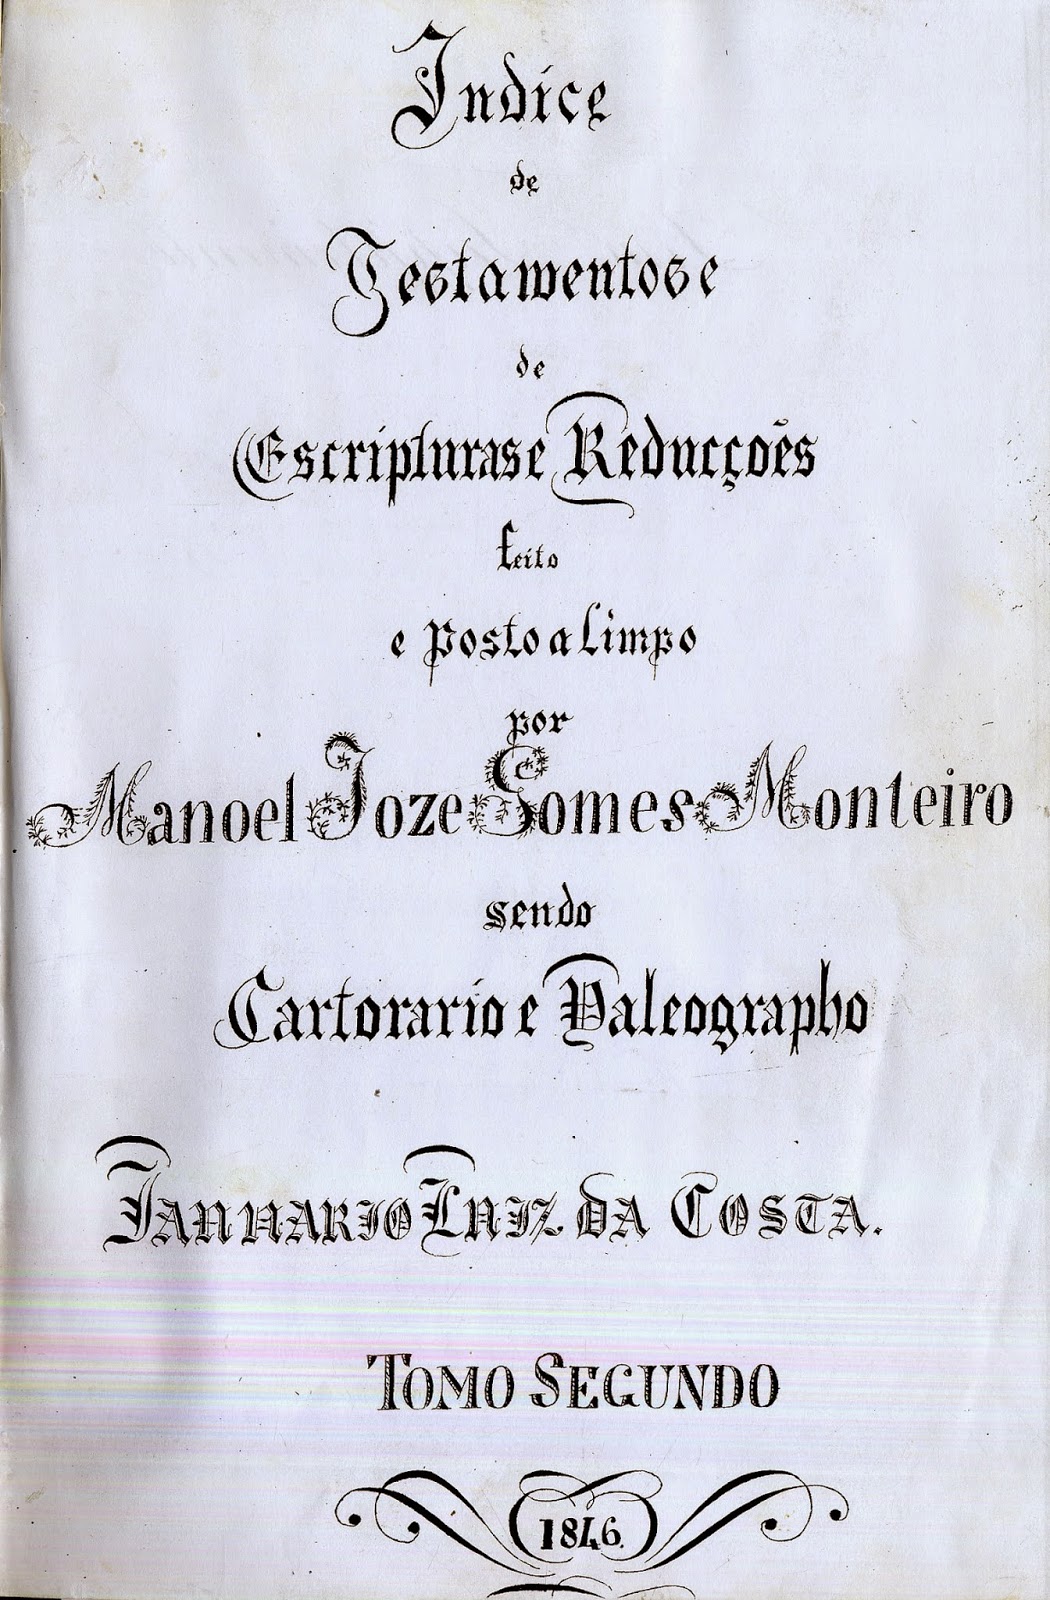 Indice
de
Testamentos e
de
Escripturas e Reducções
feito
e posto a limpo
por
Manoel Joze Gomes Monteiro
sendo
Cartorario e Paleographo
JANUARIO LUIZ DA COSTA.
TOMO SEGUNDO
1846.